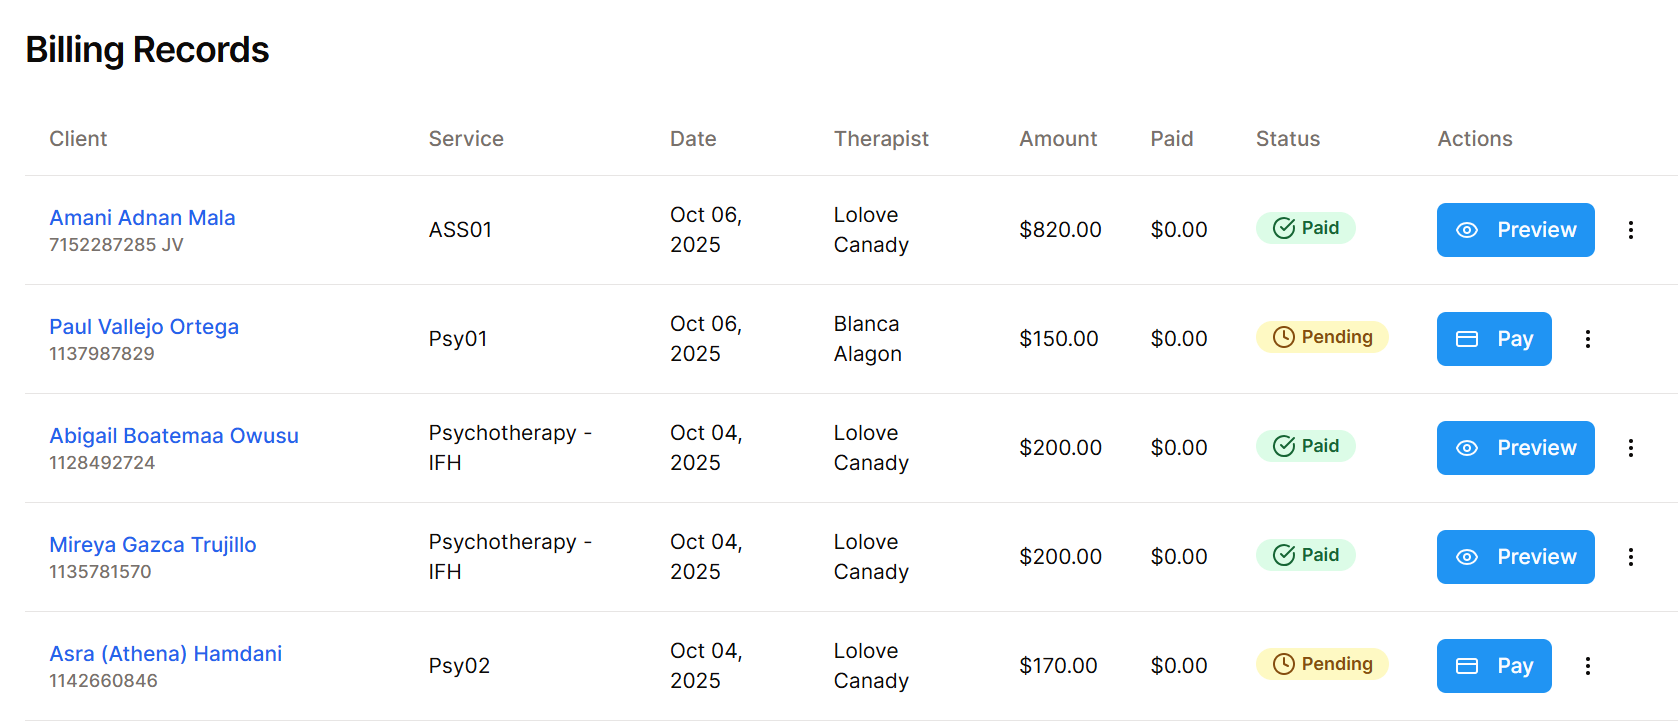 Billing Records
Client Service Date Therapist Amount Paid Status Actions
Amani Adnan Mala
7152287285 JV
ASS01
Oct 06,
2025
Lolove
Canady
$820.00
$0.00
Paid
Preview
Paul Vallejo Ortega
1137987829
Psy01
Oct 06,
2025
Blanca
Alagon
$150.00
$0.00
Pending
Pay
Abigail Boatemaa Owusu
1128492724
Psychotherapy -
IFH
Oct 04,
2025
Lolove
Canady
$200.00
$0.00
Paid
Preview
Mireya Gazca Trujillo
1135781570
Psychotherapy -
IFH
Oct 04,
2025
Lolove
Canady
$200.00
$0.00
Paid
Preview
Asra (Athena) Hamdani
1142660846
Psy02
Oct 04,
2025
Lolove
Canady
$170.00
$0.00
Pending
Pay